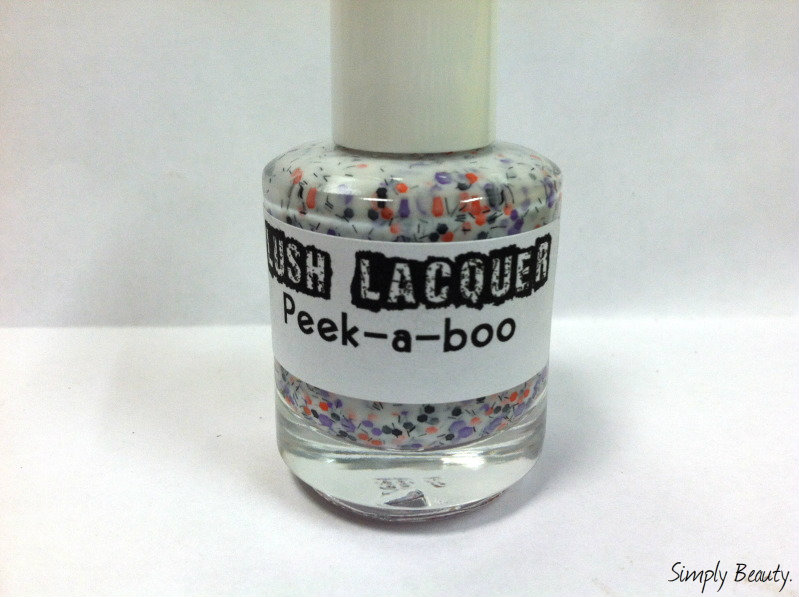 LUSH LACQUER
Peek-a-boo
Simply Beauty.